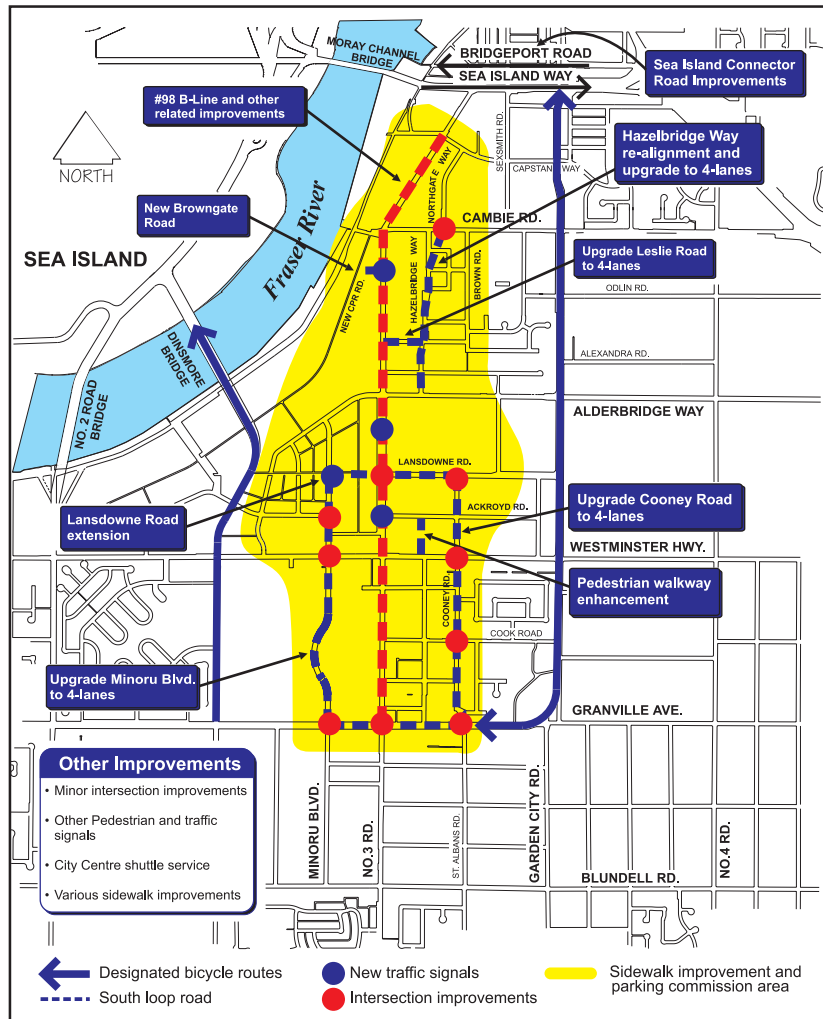 MORAY CHANNEL
BRIDGE
BRIDGEPORT ROAD
SEA ISLAND WAY
Sea Island Connector
Road Improvements
#98 B-Line and other
related improvements
Hazelbridge Way
re-alignment and
upgrade to 4-lanes
NORTH
SEXSMITH RD.
CAPSTAN WAY
NORTHGATE WAY
New Browngate
Road
CAMBIE RD.
SEA ISLAND
Fraser River
Upgrade Leslie Road
to 4-lanes
HAZELBRIDGE WAY
BROWN RD.
NEW CPR RD.
ODLIN RD.
DINSMORE
BRIDGE
NO. 2 ROAD
BRIDGE
ALEXANDRA RD.
ALDERBRIDGE WAY
LANSDOWNE RD.
Lansdowne Road
extension
ACKROYD RD.
Upgrade Cooney Road
to 4-lanes
WESTMINSTER HWY.
Pedestrian walkway
enhancement
COONEY RD.
COOK ROAD
Upgrade Minoru Blvd.
to 4-lanes
GRANVILLE AVE.
Other Improvements
• Minor intersection improvements
• Other Pedestrian and traffic
signals
• City Centre shuttle service
• Various sidewalk improvements
MINORU BLVD.
NO.3 RD.
ST. ALBANS RD.
GARDEN CITY RD.
NO.4 RD.
BLUNDELL RD.
Designated bicycle routes
South loop road
New traffic signals
Intersection improvements
Sidewalk improvement and
parking commission area